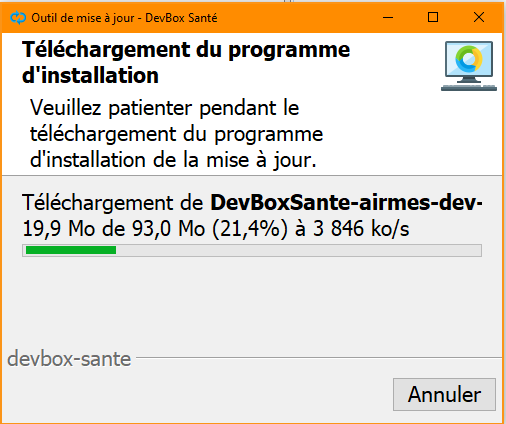 Outil de mise à jour - DevBox Santé
Téléchargement du programme
d'installation
Veuillez patienter pendant le
téléchargement du programme
d'installation de la mise à jour.
Téléchargement de DevBoxSante-airmes-dev-
19,9 Mo de 93,0 Mo (21,4%) à 3 846 ko/s
devbox-sante
Annuler